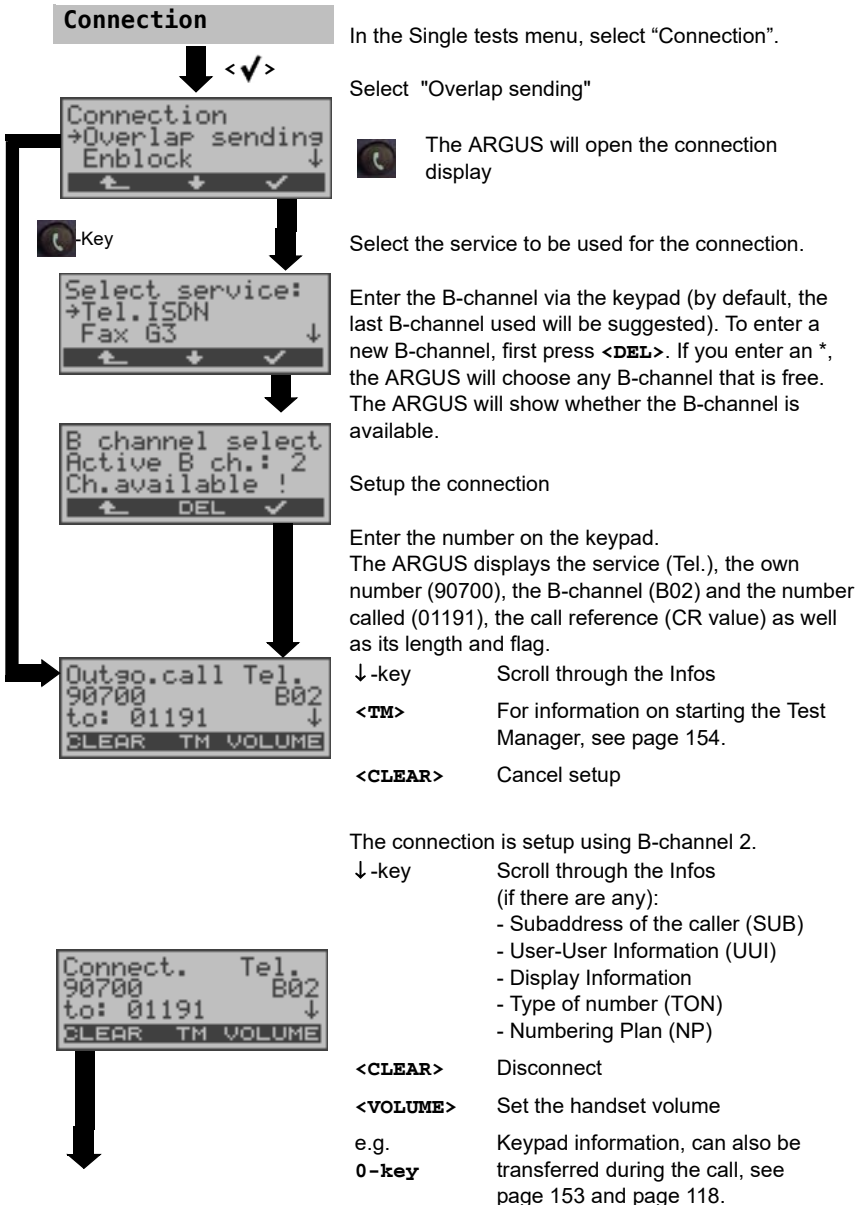 Connection
In the Single tests menu, select “Connection”.
<✓>
Select "Overlap sending"
Connection
→Overlap sending
Enblock ↓
The ARGUS will open the connection
display
-Key
Select the service to be used for the connection.
Select service:
→Tel.ISDN
Fax G3 ↓
Enter the B-channel via the keypad (by default, the
last B-channel used will be suggested). To enter a
new B-channel, first press <DEL>. If you enter an *,
the ARGUS will choose any B-channel that is free.
The ARGUS will show whether the B-channel is
available.
B channel select
Active B ch.: 2
Ch.available !
DEL ✓
Setup the connection
Enter the number on the keypad.
The ARGUS displays the service (Tel.), the own
number (90700), the B-channel (B02) and the number
called (01191), the call reference (CR value) as well
as its length and flag.
Outgo.call Tel.
90700 B02
to: 01191 ↓
CLEAR TM VOLUME
↓-key Scroll through the Infos
<TM> For information on starting the Test
Manager, see page 154.
<CLEAR> Cancel setup
The connection is setup using B-channel 2.
↓-key Scroll through the Infos
(if there are any):
- Subaddress of the caller (SUB)
- User-User Information (UUI)
- Display Information
- Type of number (TON)
- Numbering Plan (NP)
Connect. Tel.
90700 B02
to: 01191 ↓
CLEAR TM VOLUME
<CLEAR> Disconnect
<VOLUME> Set the handset volume
e.g. Keypad information, can also be
0-key transferred during the call, see
page 153 and page 118.